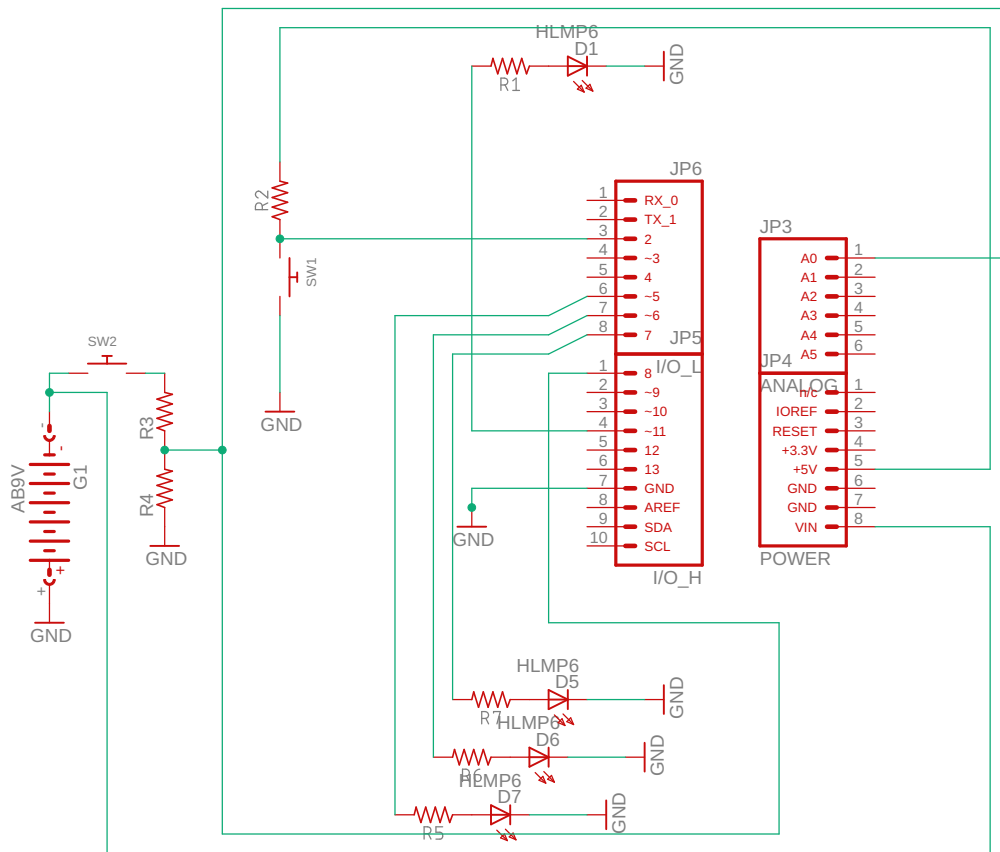 HLMP6
D1
GND
R1
R2
SW1
GND
SW2
R3
R4
GND
AB9V
G1
-
-
+
+
GND
JP6
1 RX_0
2 TX_1
3 2
4 ~3
5 4
6 ~5
7 ~6
8 7
JP5
I/O_L
1 8
2 ~9
3 ~10
4 ~11
5 12
6 13
7 GND
8 AREF
9 SDA
10 SCL
I/O_H
GND
JP3
A0 1
A1 2
A2 3
A3 4
A4 5
A5 6
JP4
ANALOG
n/c 1
IOREF 2
RESET 3
+3.3V 4
+5V 5
GND 6
GND 7
VIN 8
POWER
HLMP6
D5
R7
GND
HLMP6
D6
R6
GND
HLMP6
D7
R5
GND